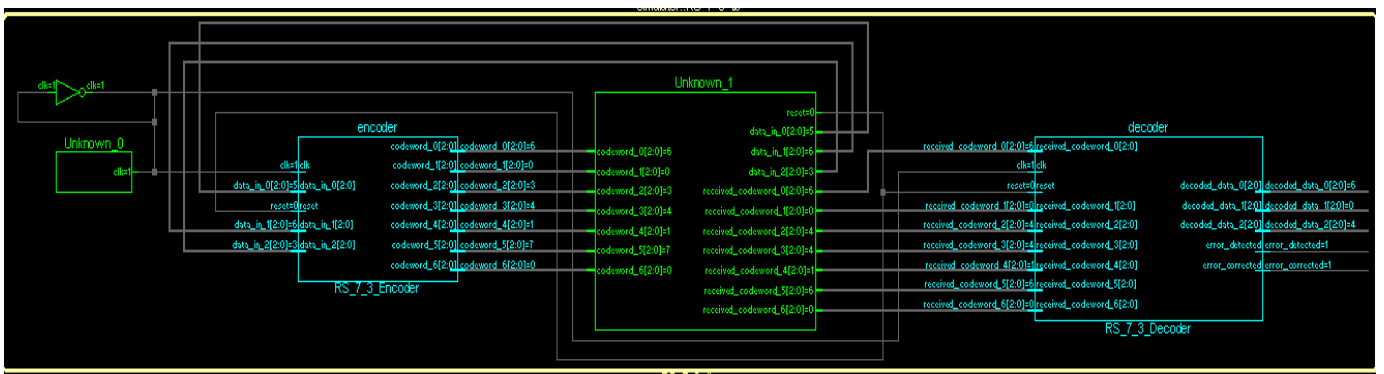 clk=1 clk=1
Unknown_0
clk=1
encoder
codeword_0[2:0] codeword_0[2:0]=6
clk=1 clk
codeword_1[2:0] codeword_1[2:0]=0
data_in_0[2:0]=5 data_in_0[2:0]
codeword_2[2:0] codeword_2[2:0]=3
reset=0 reset
codeword_3[2:0] codeword_3[2:0]=4
data_in_1[2:0]=6 data_in_1[2:0]
codeword_4[2:0] codeword_4[2:0]=1
data_in_2[2:0]=3 data_in_2[2:0]
codeword_5[2:0] codeword_5[2:0]=7
codeword_6[2:0] codeword_6[2:0]=0
RS_7_3_Encoder
Unknown_1
reset=0
data_in_0[2:0]=5
codeword_0[2:0]=6
data_in_1[2:0]=6
codeword_1[2:0]=0
data_in_2[2:0]=3
codeword_2[2:0]=3
received_codeword_0[2:0]=6
codeword_3[2:0]=4
received_codeword_1[2:0]=0
codeword_4[2:0]=1
received_codeword_2[2:0]=4
codeword_5[2:0]=7
received_codeword_3[2:0]=4
codeword_6[2:0]=0
received_codeword_4[2:0]=1
received_codeword_5[2:0]=6
received_codeword_6[2:0]=0
decoder
received_codeword_0[2:0]=6 received_codeword_0[2:0]
clk=1 clk
reset=0 reset
decoded_data_0[2:0] decoded_data_0[2:0]=6
received_codeword_1[2:0]=0 received_codeword_1[2:0]
decoded_data_1[2:0] decoded_data_1[2:0]=0
received_codeword_2[2:0]=4 received_codeword_2[2:0]
decoded_data_2[2:0] decoded_data_2[2:0]=4
received_codeword_3[2:0]=4 received_codeword_3[2:0]
error_detected error_detected=1
received_codeword_4[2:0]=1 received_codeword_4[2:0]
error_corrected error_corrected=1
received_codeword_5[2:0]=6 received_codeword_5[2:0]
received_codeword_6[2:0]=0 received_codeword_6[2:0]
RS_7_3_Decoder